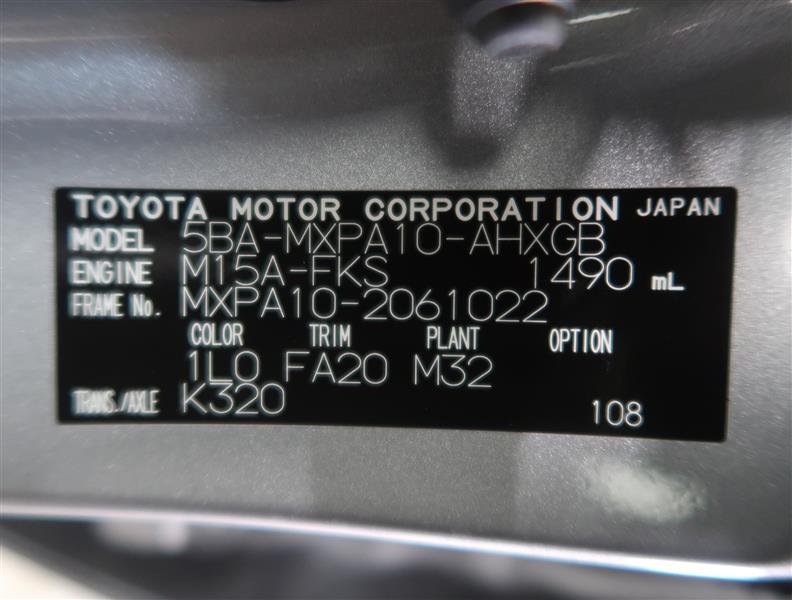 TOYOTA MOTOR CORPORATION JAPAN
MODEL 5BA-MXPA10-AHXGB
ENGINE M15A-FKS 1490 mL
FRAME No. MXPA10-2061022
COLOR TRIM PLANT OPTION
1L0 FA20 M32
TRANS./AXLE K320 108